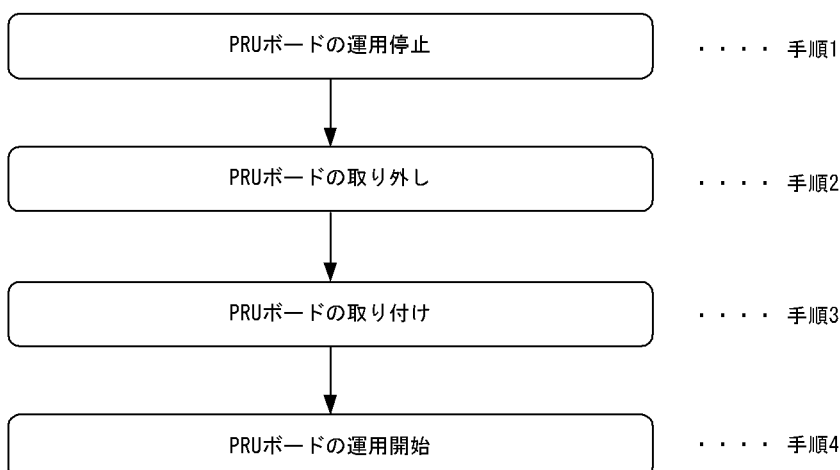 PRUボードの運用停止 ・・・・ 手順1
PRUボードの取り外し ・・・・ 手順2
PRUボードの取り付け ・・・・ 手順3
PRUボードの運用開始 ・・・・ 手順4